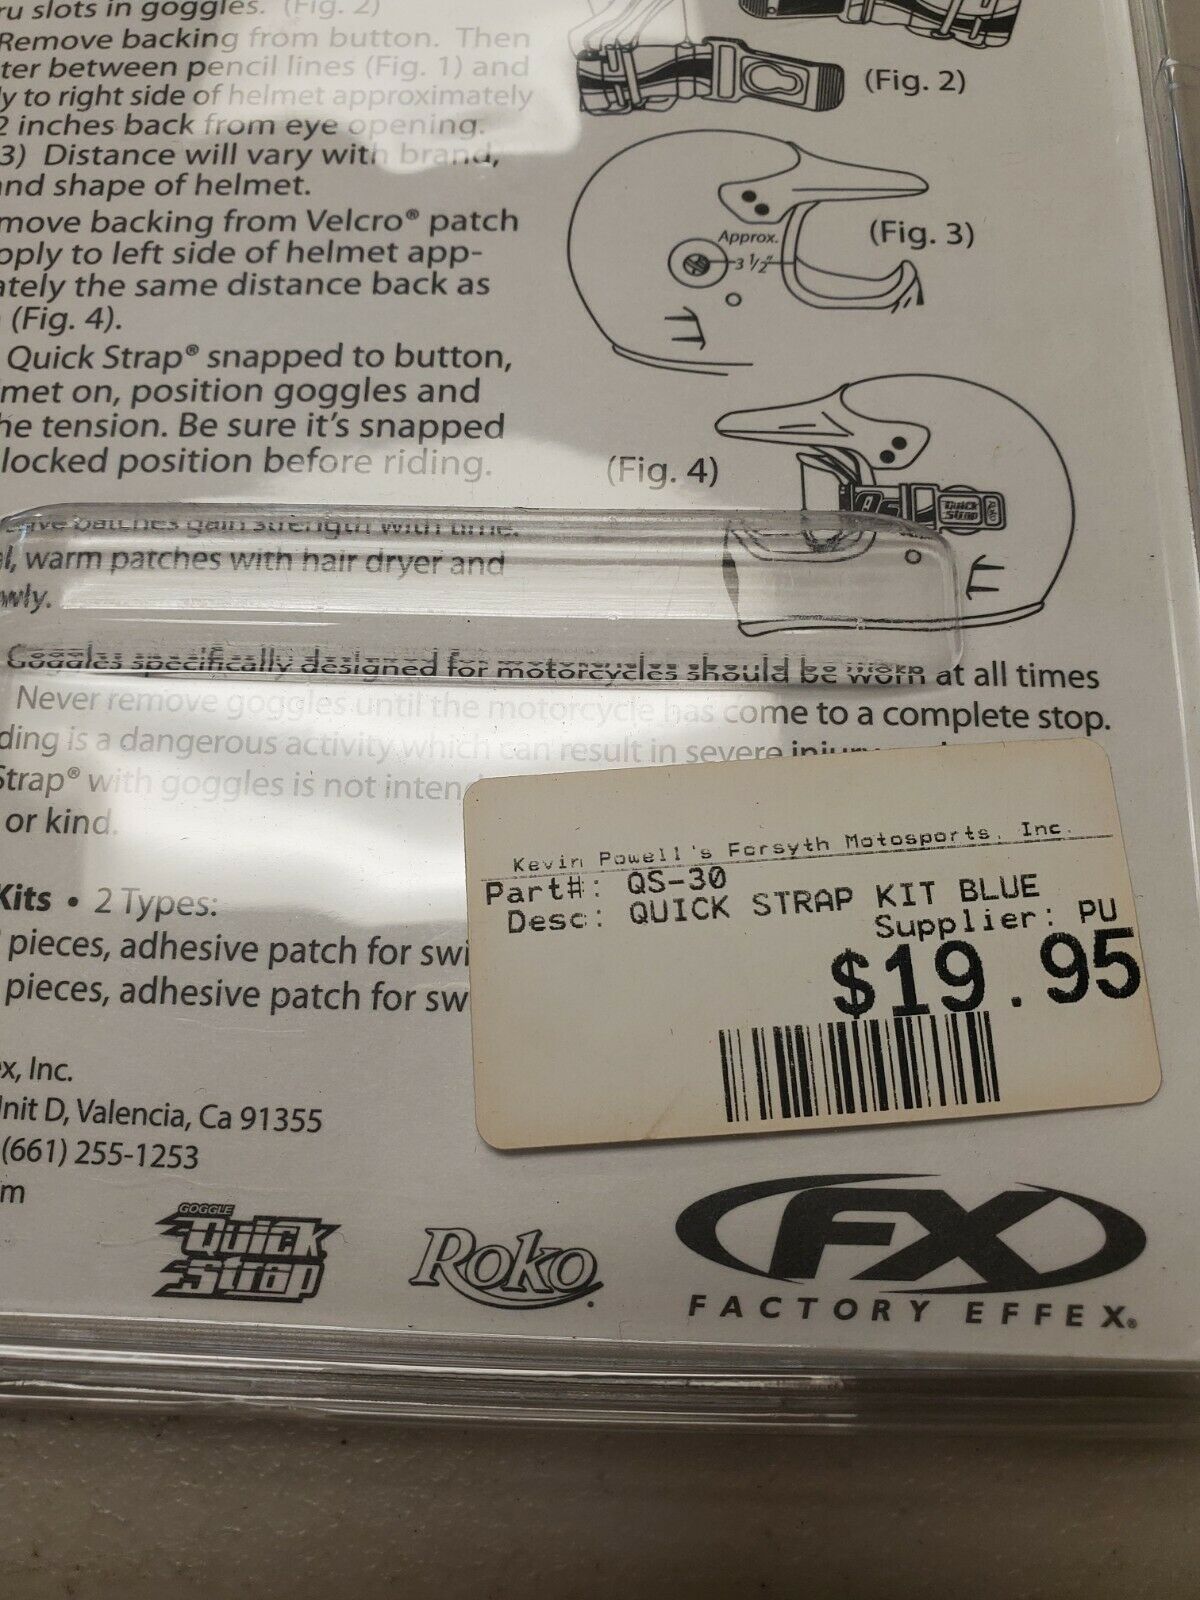 ru slots in goggles. (Fig. 2)
Remove backing from button. Then
ter between pencil lines (Fig. 1) and
ly to right side of helmet approximately
2 inches back from eye opening.
3) Distance will vary with brand,
nd shape of helmet.
move backing from Velcro® patch
pply to left side of helmet app-
ately the same distance back as
(Fig. 4).
Quick Strap® snapped to button,
met on, position goggles and
he tension. Be sure it's snapped
locked position before riding.
patches gain strength with time.
l, warm patches with hair dryer and
wly.
Goggles specifically designed for motorcycles should be worn at all times
Never remove goggles until the motorcycle has come to a complete stop.
ding is a dangerous activity which can result in severe
Strap® with goggles is not inten
or kind.
Kits • 2 Types:
pieces, adhesive patch for swi
pieces, adhesive patch for sw
x, Inc.
Unit D, Valencia, Ca 91355
(661) 255-1253
m
(Fig. 2)
Approx.
3 ½"
(Fig. 3)
(Fig. 4)
Quick
Strap
Kevin Powell's Forsyth Motosports, Inc.
Part#: QS-30
Desc: QUICK STRAP KIT BLUE
Supplier: PU
$19.95
GOGGLE
Quick
Strap
Roko
FX
FACTORY EFFEX®